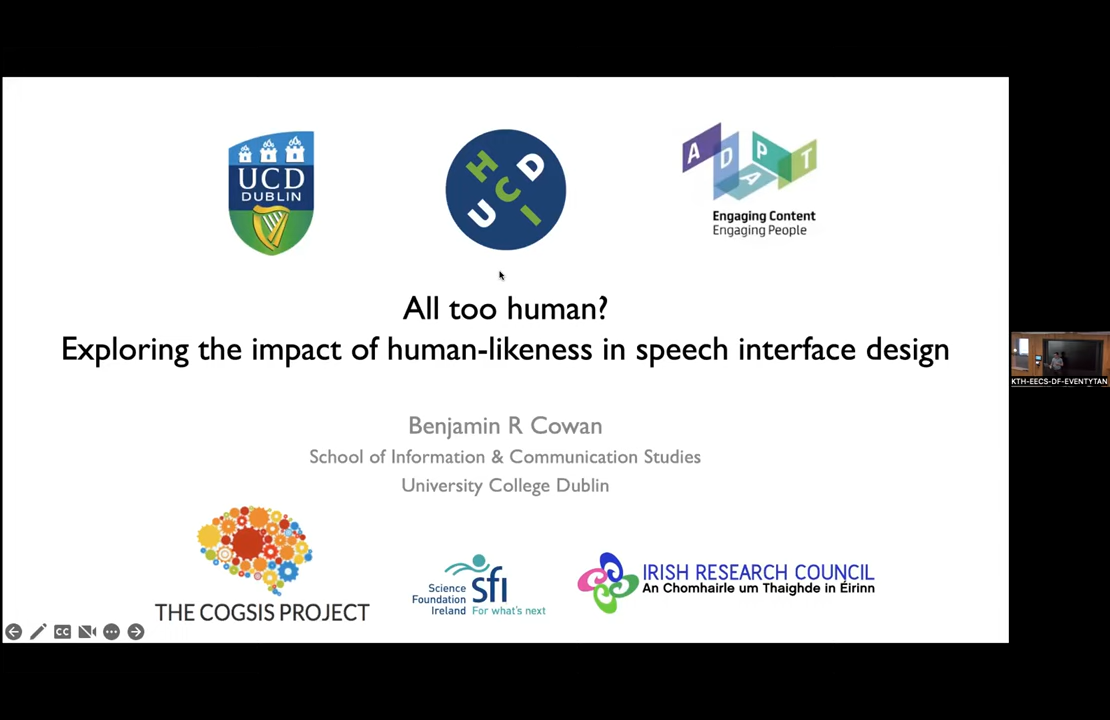 UCD
DUBLIN
HCI
UCD
ADAPT
Engaging Content
Engaging People
All too human?
Exploring the impact of human-likeness in speech interface design
Benjamin R Cowan
School of Information & Communication Studies
University College Dublin
THE COGSIS PROJECT
Science
Foundation
Ireland
sfi
For what's next
IRISH RESEARCH COUNCIL
An Chomhairle um Thaighde in Éirinn
CC
KTH-EECS-DF-EVENTYTAN